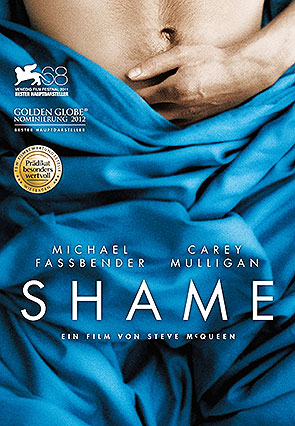 68
VENEDIG FILM FESTIVAL 2011
BESTER HAUPTDARSTELLER
GOLDEN GLOBE®
NOMINIERUNG 2012
BESTER HAUPTDARSTELLER
Prädikat
besonders
wertvoll
MICHAEL CAREY
FASSBENDER MULLIGAN
SHAME
EIN FILM VON STEVE McQUEEN